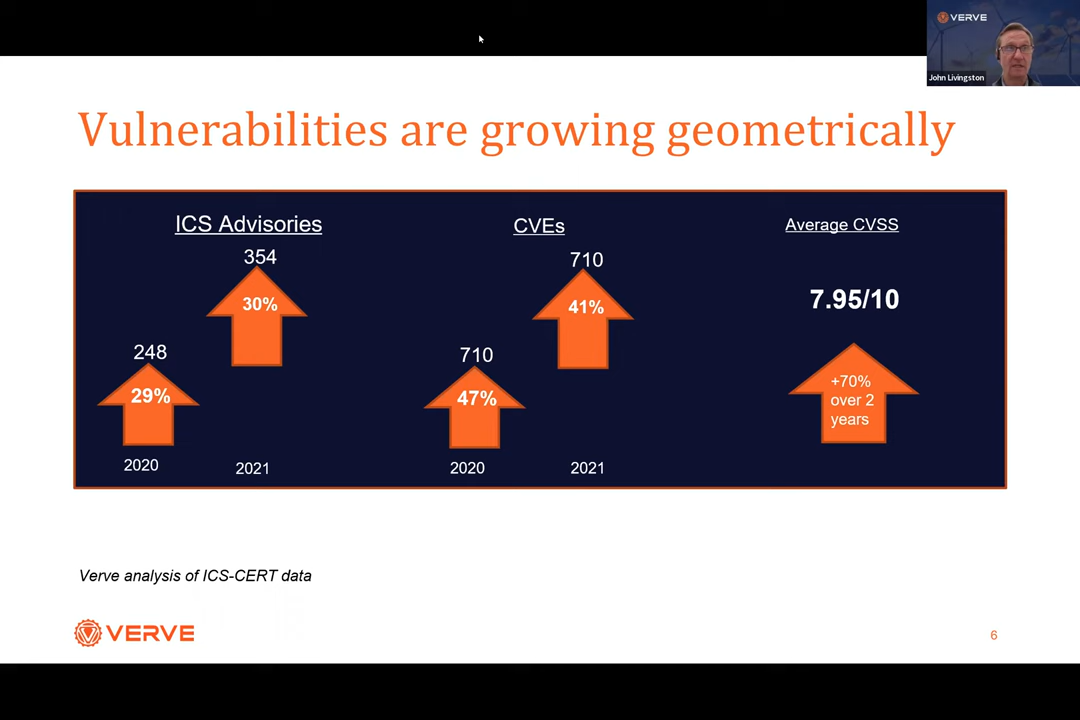 VERVE
John Livingston
Vulnerabilities are growing geometrically
ICS Advisories
354
30%
248
29%
2020
2021
CVEs
710
41%
710
47%
2020
2021
Average CVSS
7.95/10
+70%
over 2
years
Verve analysis of ICS-CERT data
VERVE
6